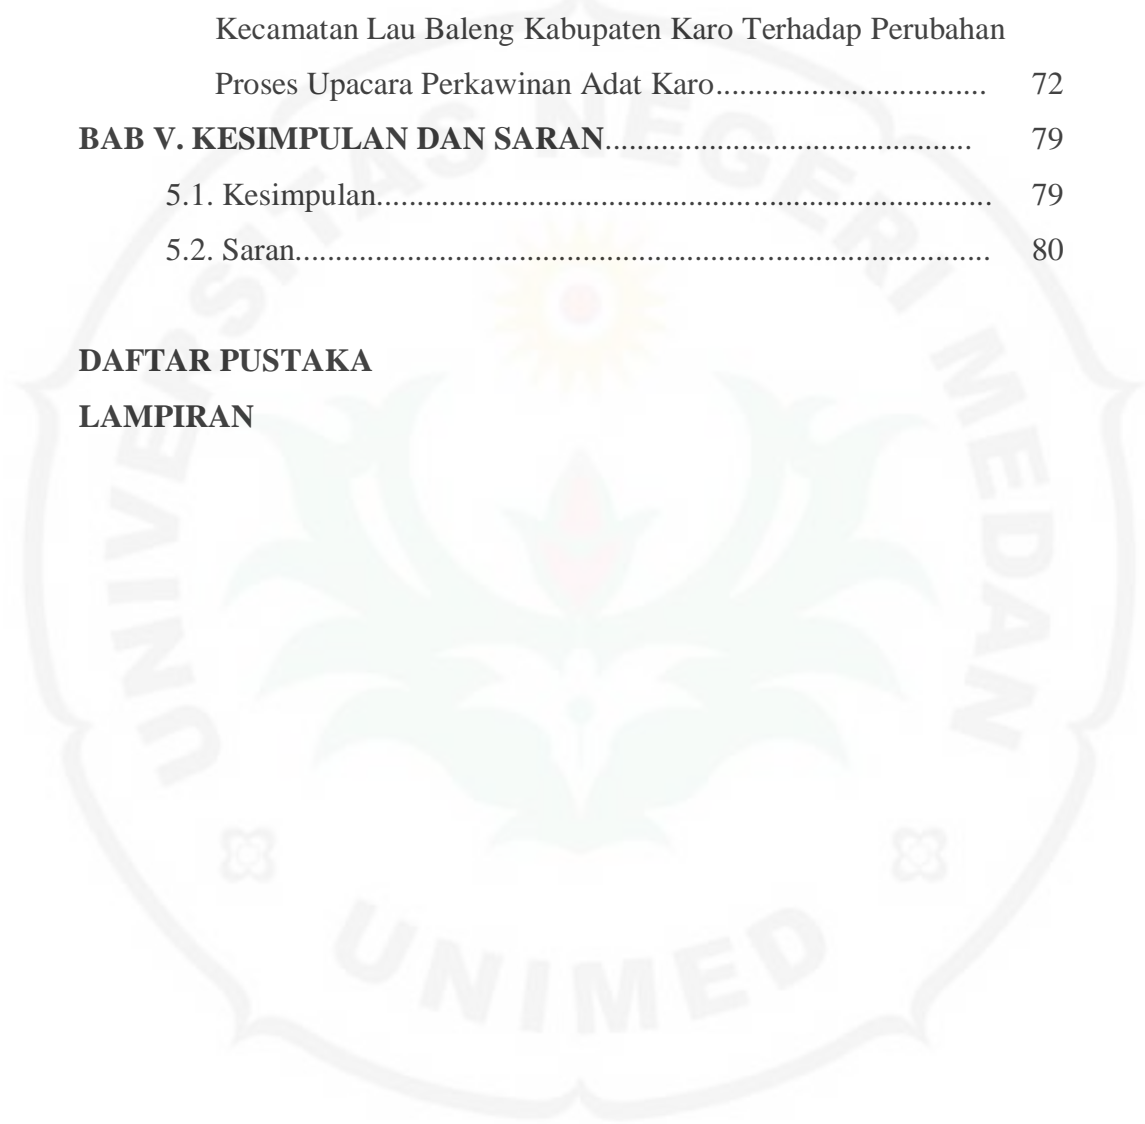 Kecamatan Lau Baleng Kabupaten Karo Terhadap Perubahan
Proses Upacara Perkawinan Adat Karo................................. 72
BAB V. KESIMPULAN DAN SARAN............................................. 79
5.1. Kesimpulan........................................................................... 79
5.2. Saran..................................................................................... 80
DAFTAR PUSTAKA
LAMPIRAN
UNIVERSITAS NEGERI MEDAN
UNIMED